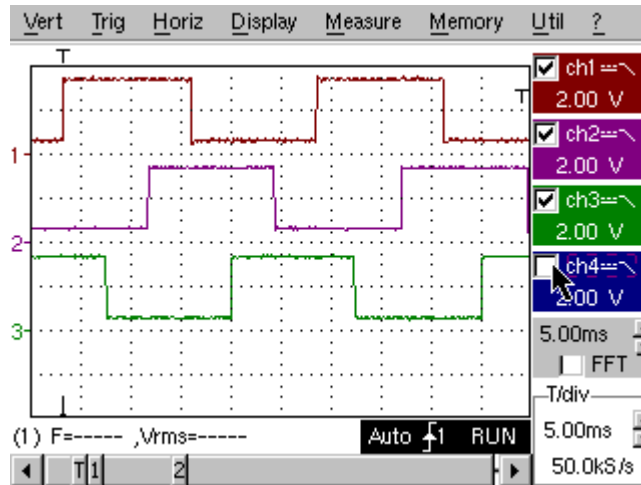 Vert Trig Horiz Display Measure Memory Util ?
T
T
ch1
2.00 V
ch2
2.00 V
ch3
2.00 V
ch4
2.00 V
1
2
3
5.00ms
FFT
T/div
5.00ms
50.0kS/s
(1) F=----- ,Vrms=----- Auto 1 RUN
T 1 2